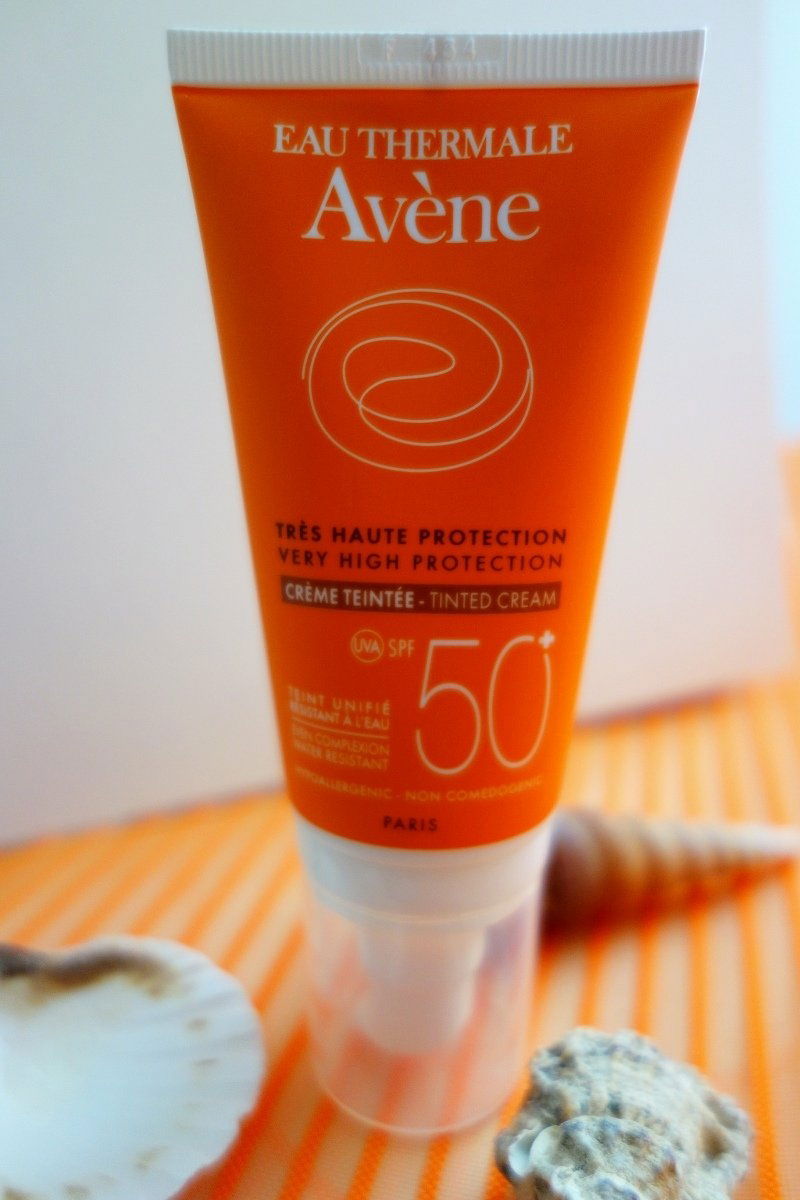 F 434
EAU THERMALE
Avène
TRÈS HAUTE PROTECTION
VERY HIGH PROTECTION
CRÈME TEINTÉE - TINTED CREAM
UVA SPF 50+
TEINT UNIFIÉ
RÉSISTANT À L'EAU
EVEN COMPLEXION
WATER RESISTANT
HYPOALLERGENIC - NON COMEDOGENIC
PARIS